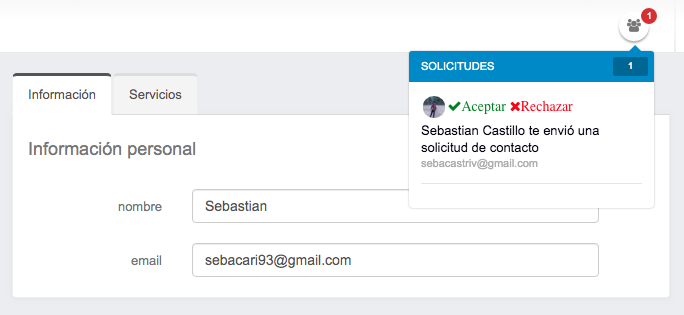 1
SOLICITUDES 1
Información Servicios
Aceptar Rechazar
Sebastian Castillo te envió una
solicitud de contacto
sebacastriv@gmail.com
Información personal
nombre Sebastian
email sebacari93@gmail.com